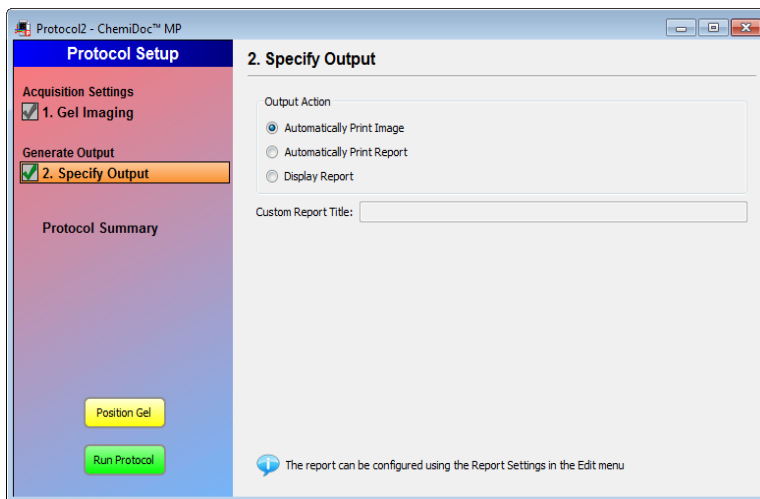 Protocol2 - ChemiDoc™ MP
Protocol Setup
Acquisition Settings
1. Gel Imaging
Generate Output
2. Specify Output
Protocol Summary
Position Gel
Run Protocol
2. Specify Output
Output Action
Automatically Print Image
Automatically Print Report
Display Report
Custom Report Title:
The report can be configured using the Report Settings in the Edit menu